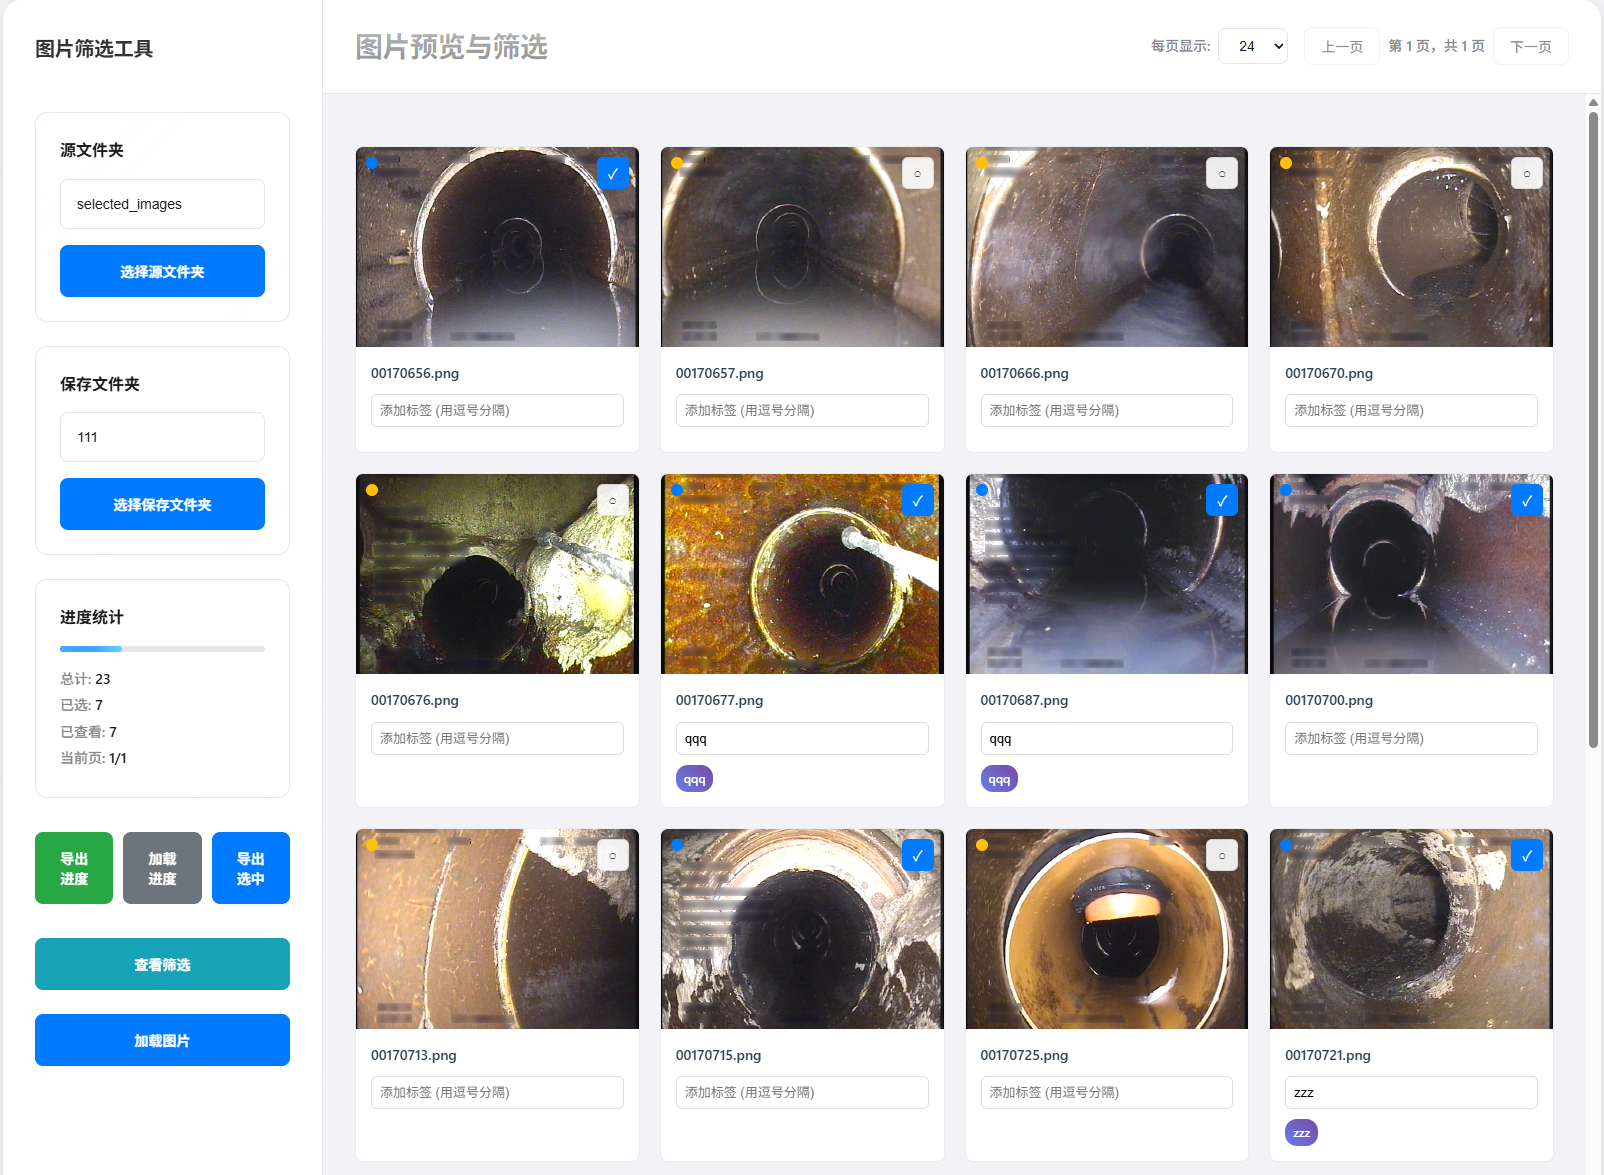 图片筛选工具
源文件夹
selected_images
选择源文件夹
保存文件夹
111
选择保存文件夹
进度统计
总计: 23
已选: 7
已查看: 7
当前页: 1/1
导出
进度
加载
进度
导出
选中
查看筛选
加载图片
图片预览与筛选
每页显示: 24 上一页 第 1 页，共 1 页 下一页
00170656.png
添加标签 (用逗号分隔)
00170657.png
添加标签 (用逗号分隔)
00170666.png
添加标签 (用逗号分隔)
00170670.png
添加标签 (用逗号分隔)
00170676.png
添加标签 (用逗号分隔)
00170677.png
qqq
qqq
00170687.png
qqq
qqq
00170700.png
添加标签 (用逗号分隔)
00170713.png
添加标签 (用逗号分隔)
00170715.png
添加标签 (用逗号分隔)
00170725.png
添加标签 (用逗号分隔)
00170721.png
zzz
zzz